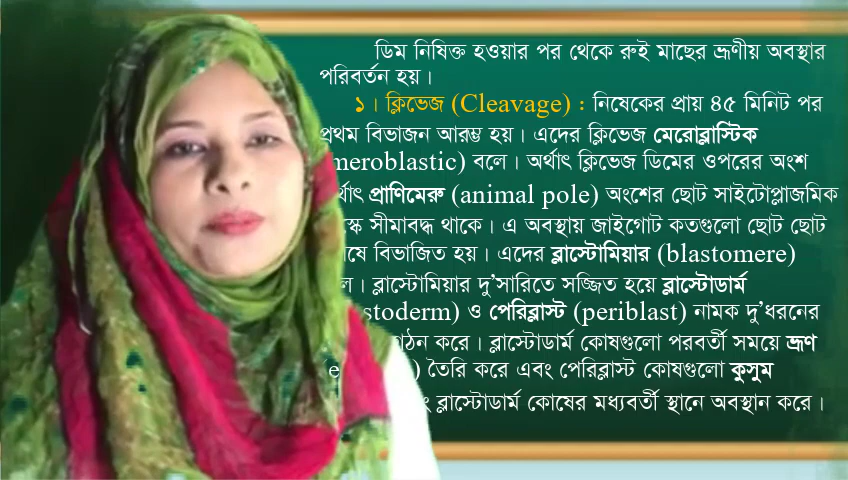 ডিম নিষিক্ত হওয়ার পর থেকে রুই মাছের ভ্রূণীয় অবস্থার
পরিবর্তন হয়।
১। ক্লিভেজ (Cleavage) : নিষেকের প্রায় ৪৫ মিনিট পর
প্রথম বিভাজন আরম্ভ হয়। এদের ক্লিভেজ মেরোব্লাস্টিক
meroblastic) বলে। অর্থাৎ ক্লিভেজ ডিমের ওপরের অংশ
প্রাণিমেরু (animal pole) অংশের ছোট সাইটোপ্লাজমিক
সীমাবদ্ধ থাকে। এ অবস্থায় জাইগোট কতগুলো ছোট ছোট
বিভাজিত হয়। এদের ব্লাস্টোমিয়ার (blastomere)
। ব্লাস্টোমিয়ার দু’সারিতে সজ্জিত হয়ে ব্লাস্টোডার্ম
stoderm) ও পেরিব্লাস্ট (periblast) নামক দু’ধরনের
করে। ব্লাস্টোডার্ম কোষগুলো পরবর্তী সময়ে ভ্রূণ
) তৈরি করে এবং পেরিব্লাস্ট কোষগুলো কুসুম
ব্লাস্টোডার্ম কোষের মধ্যবর্তী স্থানে অবস্থান করে।